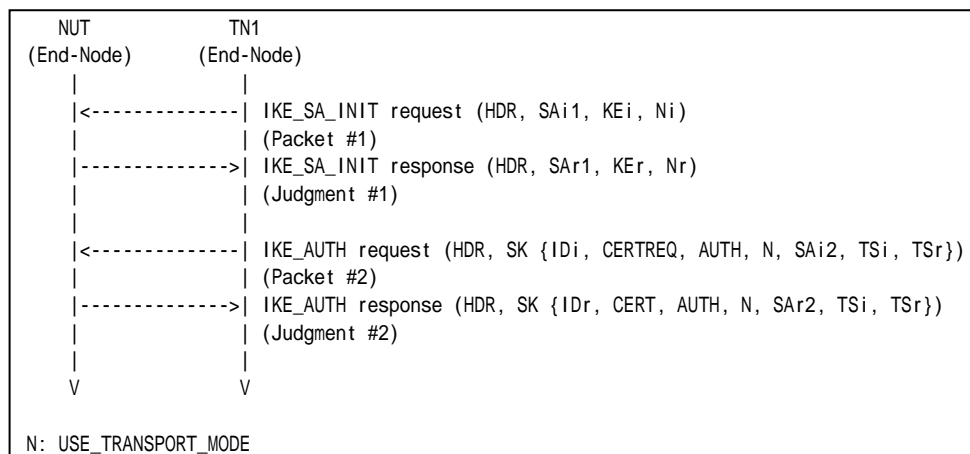 NUT TN1
(End-Node) (End-Node)
| |
|<--------------| IKE_SA_INIT request (HDR, SAi1, KEi, Ni)
| | (Packet #1)
|-------------->| IKE_SA_INIT response (HDR, SAr1, KEr, Nr)
| | (Judgment #1)
| |
|<--------------| IKE_AUTH request (HDR, SK {IDi, CERTREQ, AUTH, N, SAi2, TSi, TSr})
| | (Packet #2)
|-------------->| IKE_AUTH response (HDR, SK {IDr, CERT, AUTH, N, SAr2, TSi, TSr})
| | (Judgment #2)
| |
V V
N: USE_TRANSPORT_MODE